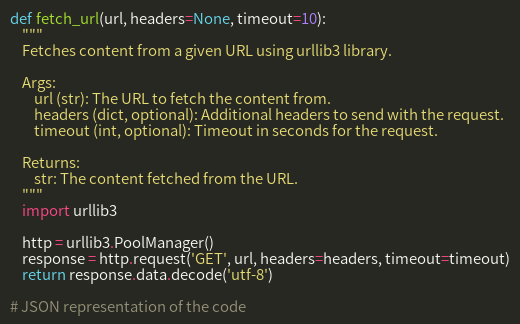 def fetch_url(url, headers=None, timeout=10):
"""
Fetches content from a given URL using urllib3 library.
Args:
url (str): The URL to fetch the content from.
headers (dict, optional): Additional headers to send with the request.
timeout (int, optional): Timeout in seconds for the request.
Returns:
str: The content fetched from the URL.
"""
import urllib3
http = urllib3.PoolManager()
response = http.request('GET', url, headers=headers, timeout=timeout)
return response.data.decode('utf-8')
# JSON representation of the code